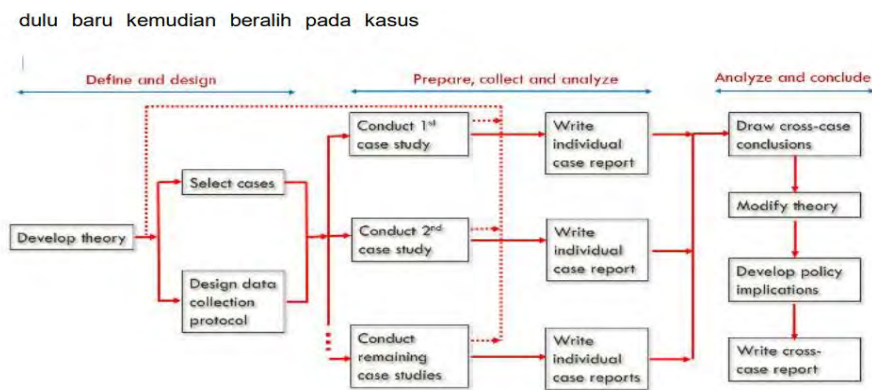 dulu baru kemudian beralih pada kasus
Define and design
Prepare, collect and analyze
Analyze and conclude
Develop theory
Select cases
Design data
collection
protocol
Conduct 1st
case study
Write
individual
case report
Conduct 2nd
case study
Write
individual
case report
Conduct
remaining
case studies
Write
individual
case reports
Draw cross-case
conclusions
Modify theory
Develop policy
implications
Write cross-
case report